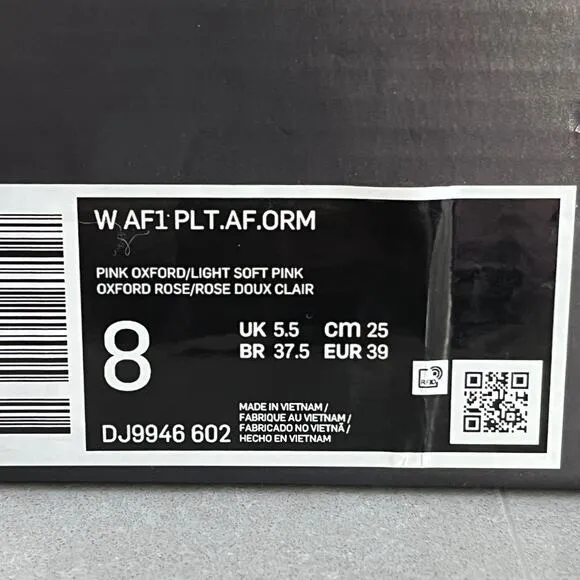 W AF1 PLT.AF.ORM
PINK OXFORD/LIGHT SOFT PINK
OXFORD ROSE/ROSE DOUX CLAIR
8
UK 5.5 cm 25
BR 37.5 EUR 39
DJ9946 602
MADE IN VIETNAM /
FABRIQUE AU VIETNAM /
FABRICADO NO VIETNÃ /
HECHO EN VIETNAM
RFID